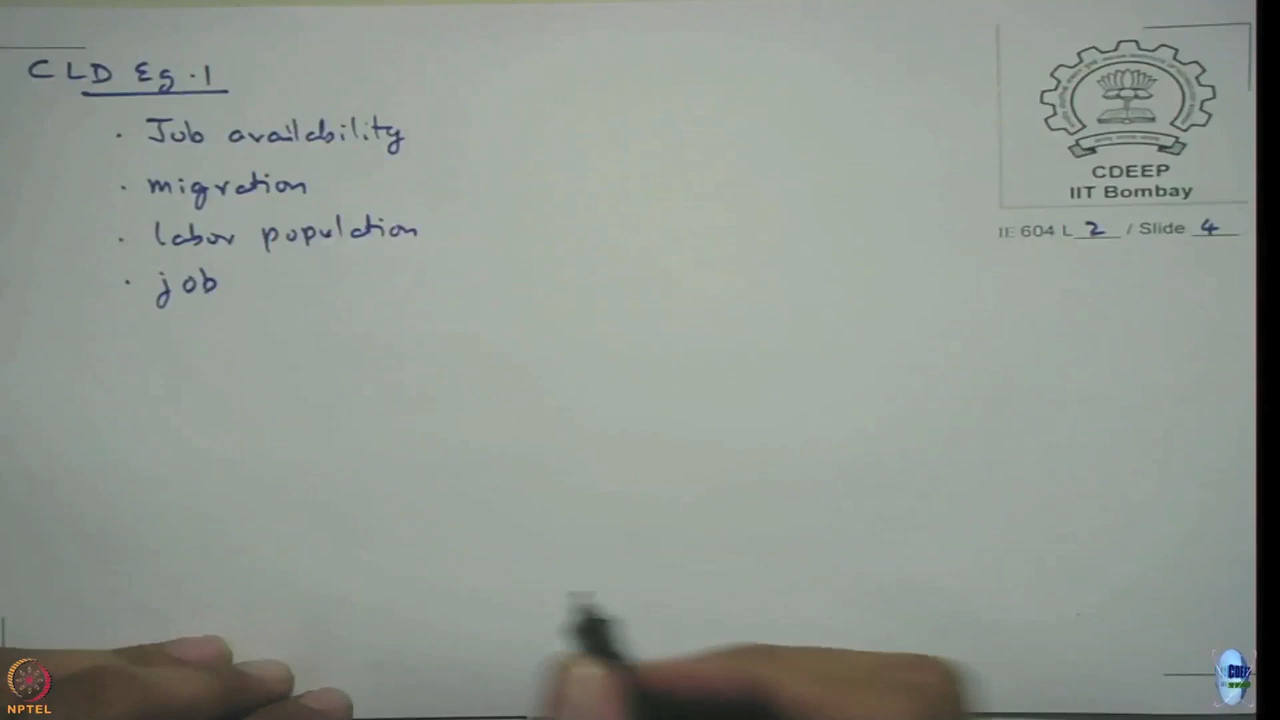 CLD Eg.1
· Job availability
· migration
· labor population
· job
CDEEP
IIT Bombay
IE 604 L 2 / Slide 4
NPTEL